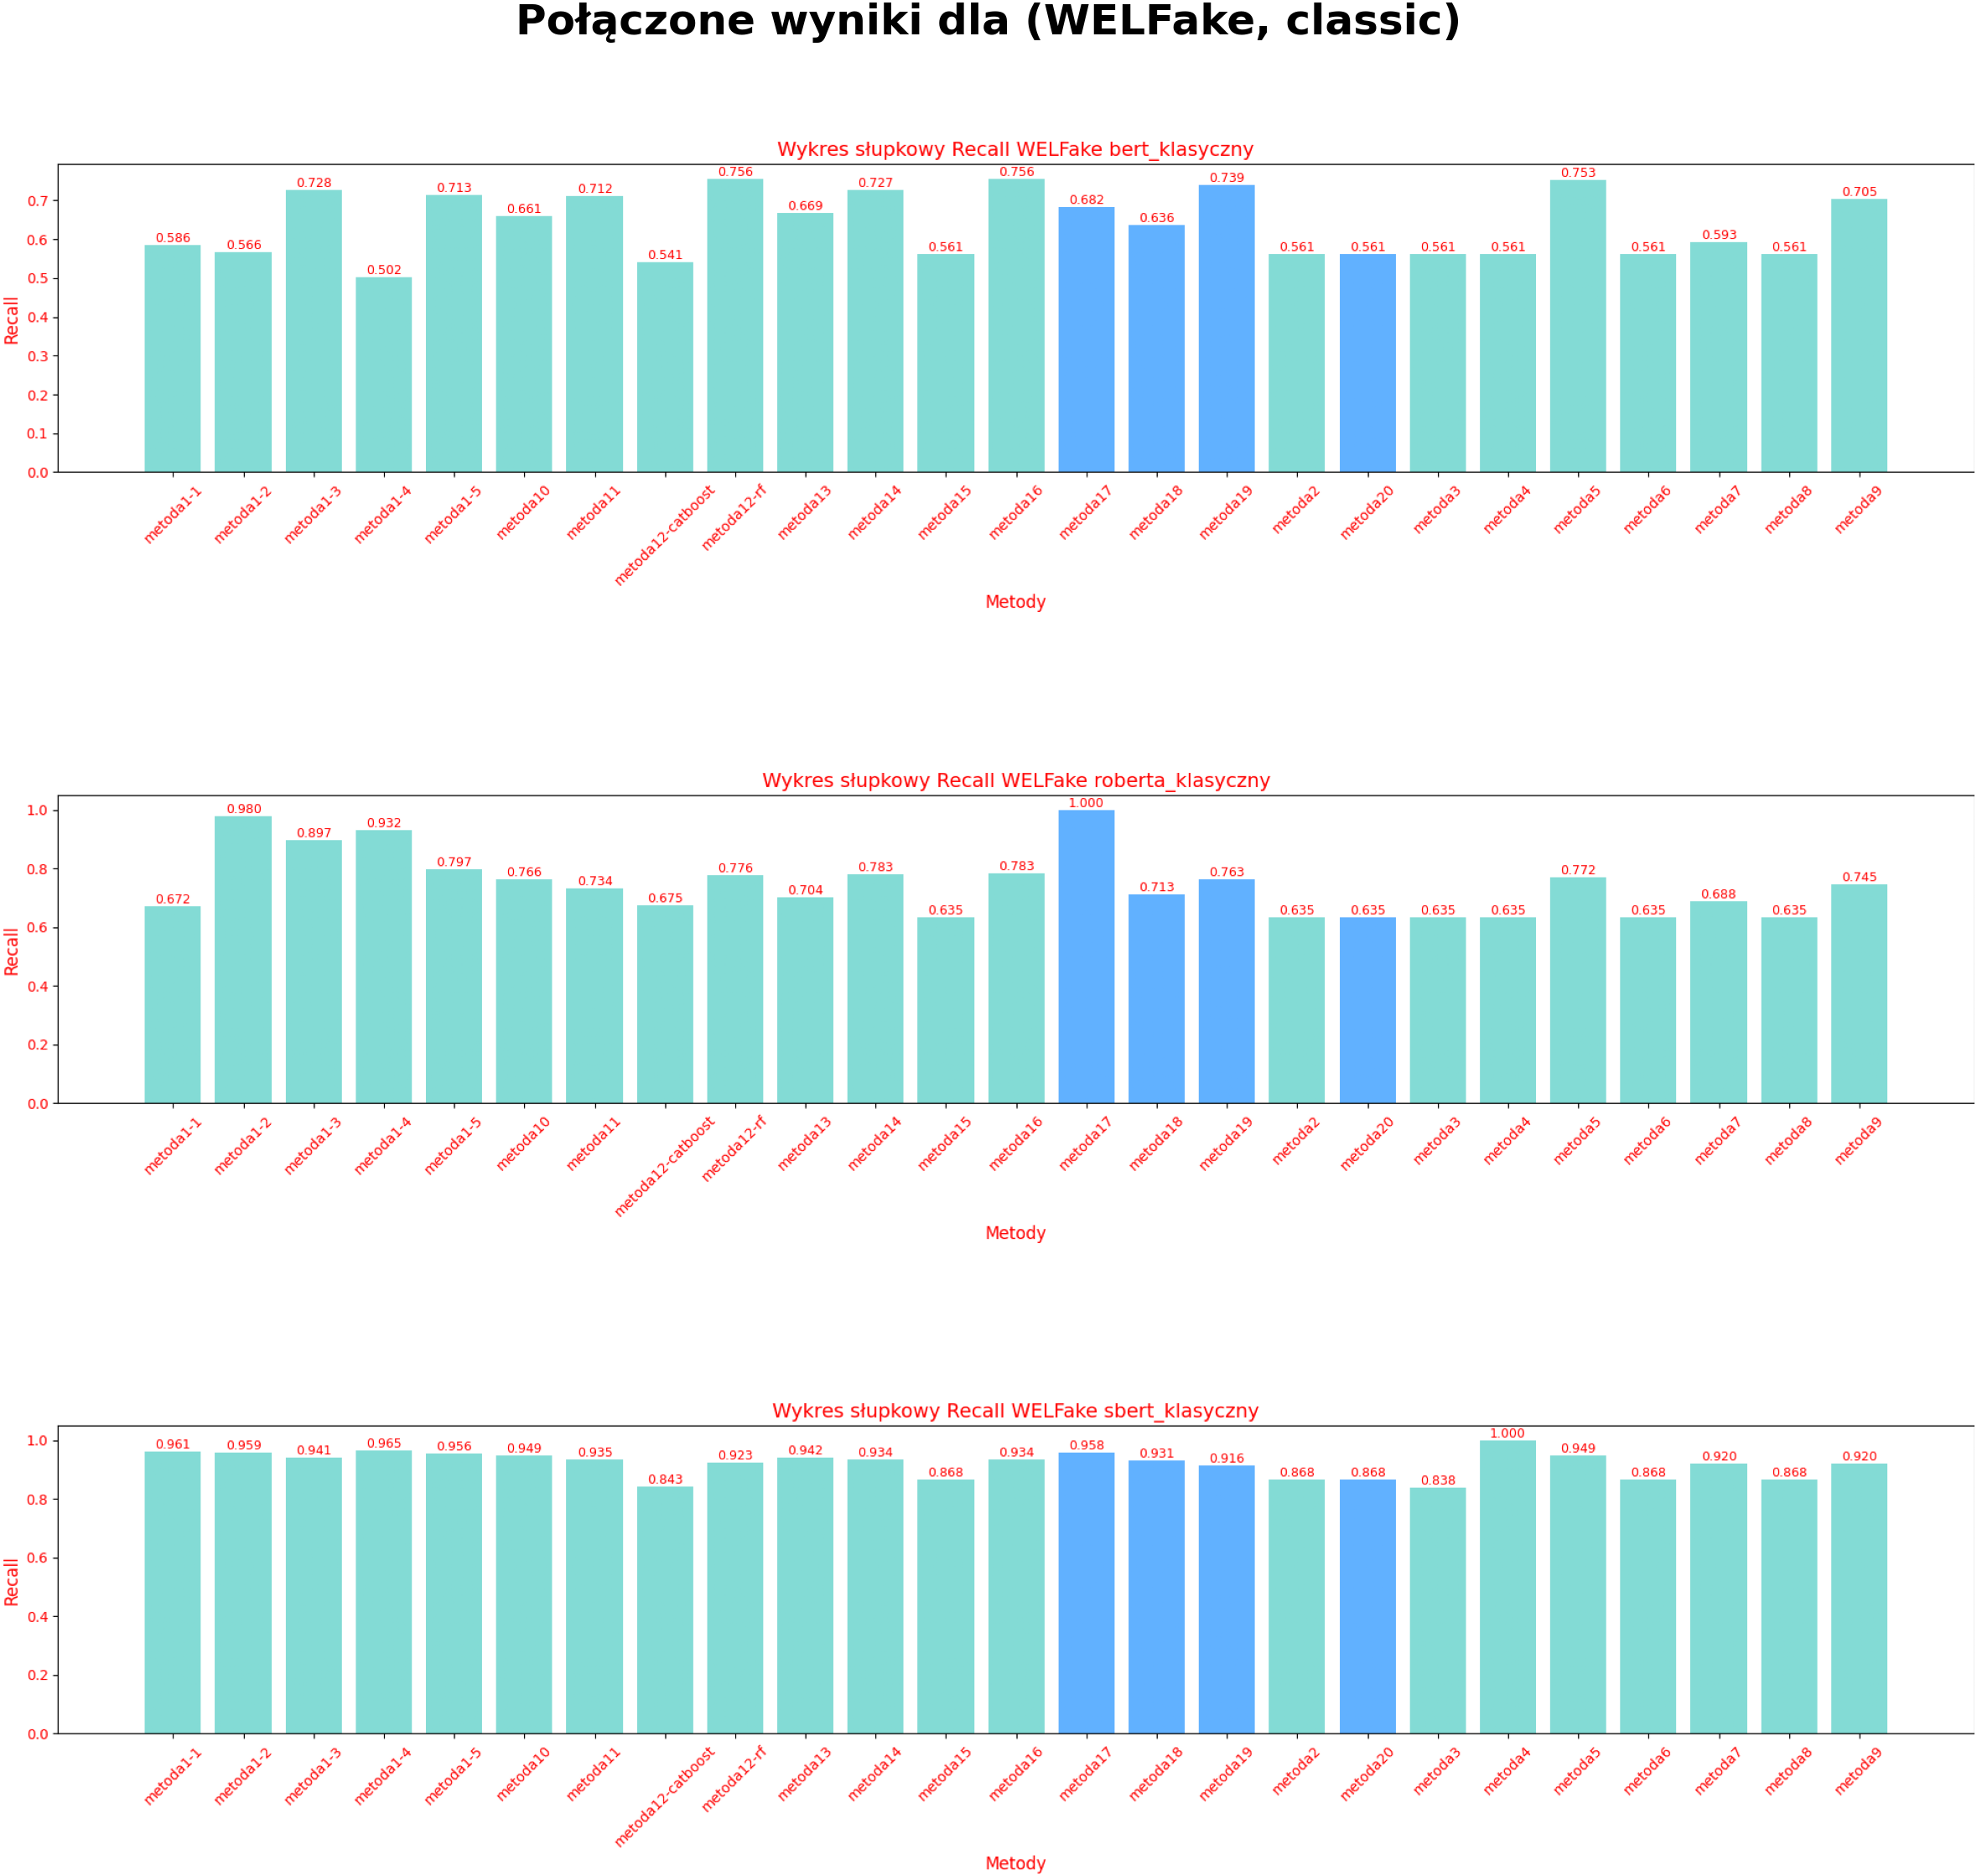 Połączone wyniki dla (WELFake, classic)
Wykres słupkowy Recall WELFake bert_klasyczny
0.586 0.566 0.728 0.502 0.713 0.661 0.712 0.541 0.756 0.669 0.727 0.561 0.756 0.682 0.636 0.739 0.561 0.561 0.561 0.561 0.753 0.561 0.593 0.561 0.705
0.7
0.6
0.5
0.4
0.3
0.2
0.1
0.0
Recall
metoda1-1 metoda1-2 metoda1-3 metoda1-4 metoda1-5 metoda10 metoda11 metoda12-catboost metoda12-rf metoda13 metoda14 metoda15 metoda16 metoda17 metoda18 metoda19 metoda2 metoda20 metoda3 metoda4 metoda5 metoda6 metoda7 metoda8 metoda9
Metody
Wykres słupkowy Recall WELFake roberta_klasyczny
0.672 0.980 0.897 0.932 0.797 0.766 0.734 0.675 0.776 0.704 0.783 0.635 0.783 1.000 0.713 0.763 0.635 0.635 0.635 0.635 0.772 0.635 0.688 0.635 0.745
1.0
0.8
0.6
0.4
0.2
0.0
Recall
metoda1-1 metoda1-2 metoda1-3 metoda1-4 metoda1-5 metoda10 metoda11 metoda12-catboost metoda12-rf metoda13 metoda14 metoda15 metoda16 metoda17 metoda18 metoda19 metoda2 metoda20 metoda3 metoda4 metoda5 metoda6 metoda7 metoda8 metoda9
Metody
Wykres słupkowy Recall WELFake sbert_klasyczny
0.961 0.959 0.941 0.965 0.956 0.949 0.935 0.843 0.923 0.942 0.934 0.868 0.934 0.958 0.931 0.916 0.868 0.868 0.838 1.000 0.949 0.868 0.920 0.868 0.920
1.0
0.8
0.6
0.4
0.2
0.0
Recall
metoda1-1 metoda1-2 metoda1-3 metoda1-4 metoda1-5 metoda10 metoda11 metoda12-catboost metoda12-rf metoda13 metoda14 metoda15 metoda16 metoda17 metoda18 metoda19 metoda2 metoda20 metoda3 metoda4 metoda5 metoda6 metoda7 metoda8 metoda9
Metody